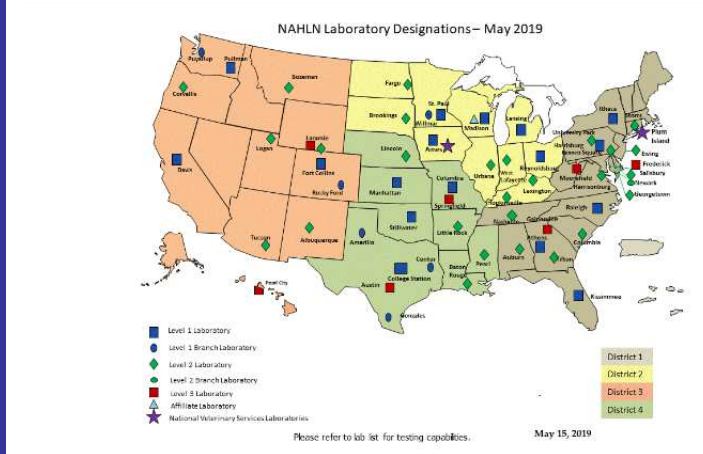 NAHLN Laboratory Designations – May 2019
Puyallup
Pullman
Corvallis
Bozeman
Fargo
Brookings
St. Paul
Willmar
Madison
Lansing
Ithaca
Storrs
Plum
Island
University Park
Harrisburg
Ewing
Frederick
Salisbury
Newark
Georgetown
Moorefield
Harrisonburg
Reynoldsburg
West
Lafayette
Lexington
Hopkinsville
Urbana
Ames
Laramie
Logan
Lincoln
Davis
Fort Collins
Rocky Ford
Manhattan
Columbia
Springfield
Nashville
Raleigh
Tucson
Albuquerque
Amarillo
Stillwater
Little Rock
Gainesville
Athens
Columbia
Auburn
Tifton
Pearl
Baton
Rouge
Center
College Station
Austin
Gonzales
Kissimmee
Pearl City
Level 1 Laboratory
Level 1 Branch Laboratory
Level 2 Laboratory
Level 2 Branch Laboratory
Level 3 Laboratory
Affiliate Laboratory
National Veterinary Services Laboratories
District 1
District 2
District 3
District 4
Please refer to lab list for testing capabilities.
May 15, 2019